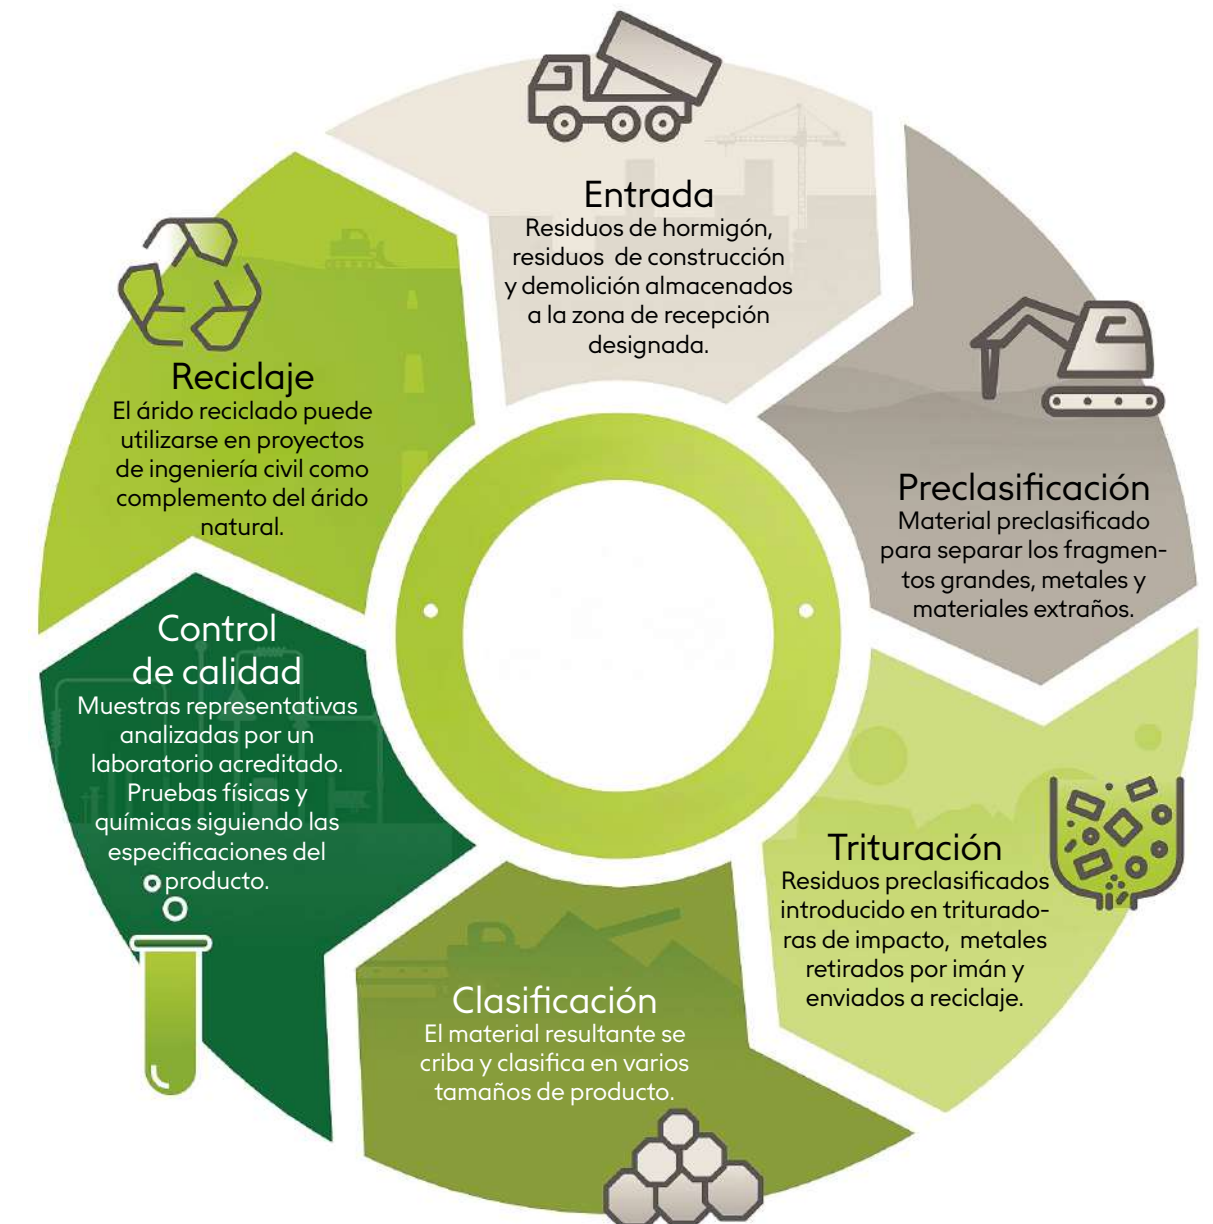 Entrada
Residuos de hormigón,
residuos de construcción
y demolición almacenados
a la zona de recepción
designada.
Preclasificación
Material preclasificado
para separar los fragmen-
tos grandes, metales y
materiales extraños.
Trituración
Residuos preclasificados
introducido en triturado-
ras de impacto, metales
retirados por imán y
enviados a reciclaje.
Clasificación
El material resultante se
criba y clasifica en varios
tamaños de producto.
Control
de calidad
Muestras representativas
analizadas por un
laboratorio acreditado.
Pruebas físicas y
químicas siguiendo las
especificaciones del
producto.
Reciclaje
El árido reciclado puede
utilizarse en proyectos
de ingeniería civil como
complemento del árido
natural.